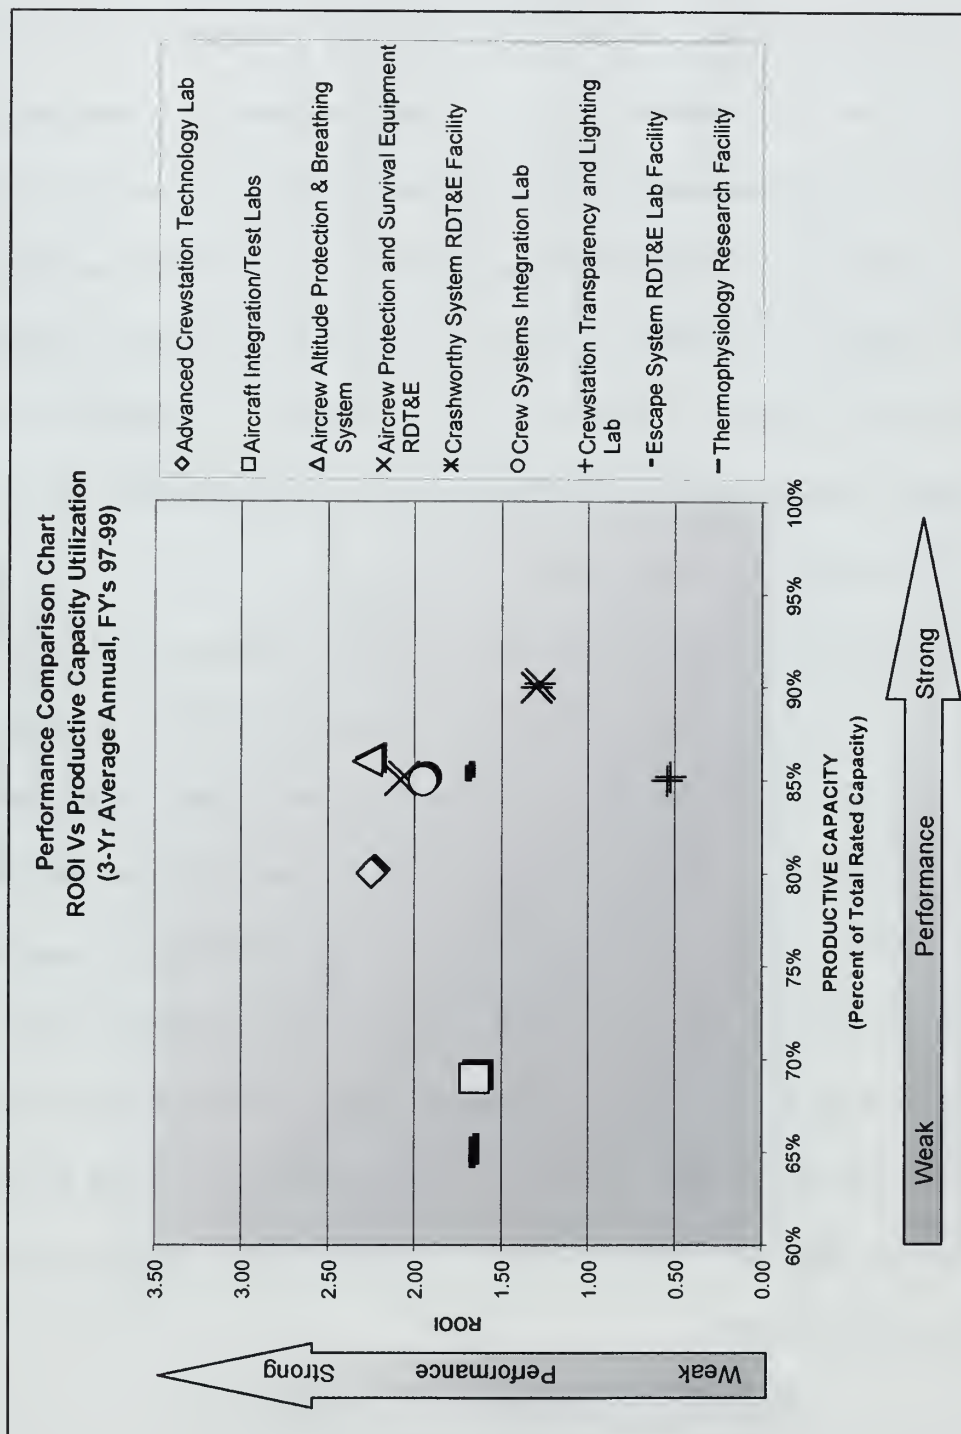 Performance Comparison Chart
ROOI Vs Productive Capacity Utilization
(3-Yr Average Annual, FY's 97-99)
3.50
3.00
2.50
2.00
1.50
1.00
0.50
0.00
ROOI
Strong
Performance
Weak
60%
65%
70%
75%
80%
85%
90%
95%
100%
PRODUCTIVE CAPACITY
(Percent of Total Rated Capacity)
Weak
Performance
Strong
Advanced Crewstation Technology Lab
Aircraft Integration/Test Labs
Aircrew Altitude Protection & Breathing
System
Aircrew Protection and Survival Equipment
RDT&E
Crashworthy System RDT&E Facility
Crew Systems Integration Lab
Crewstation Transparency and Lighting
Lab
Escape System RDT&E Lab Facility
Thermophysiology Research Facility